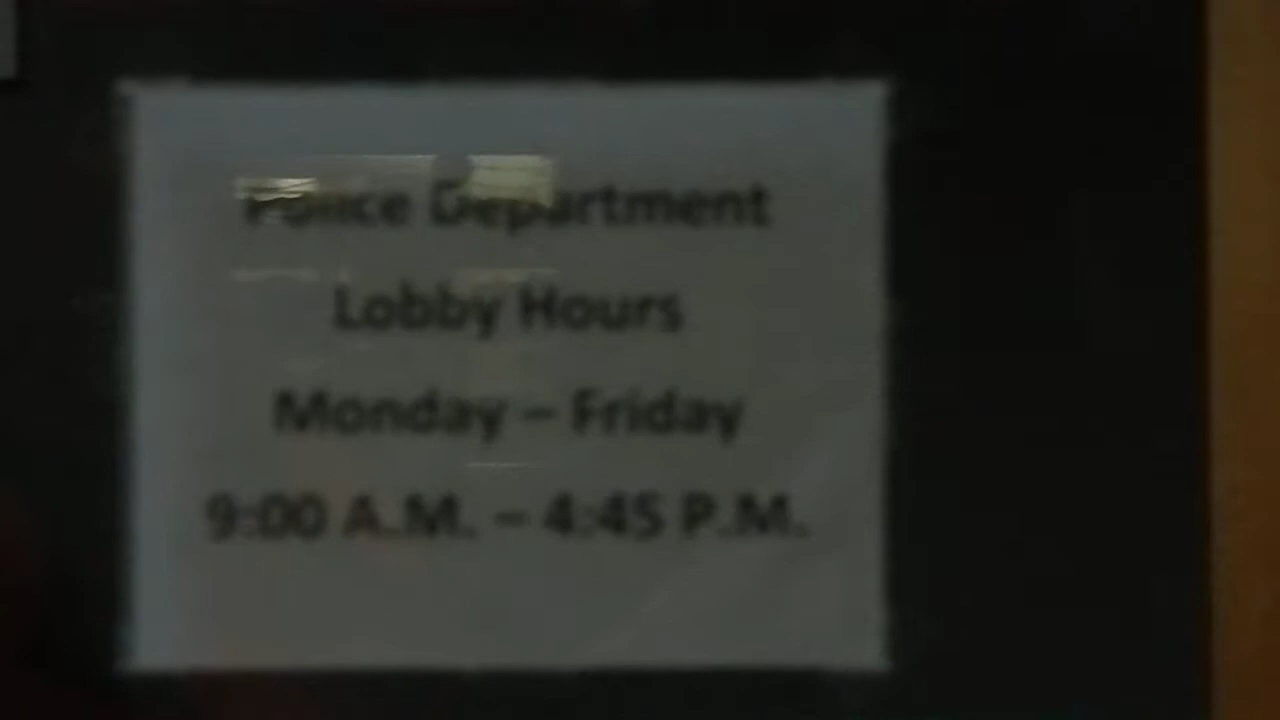 Police Department
Lobby Hours
Monday – Friday
9:00 A.M. – 4:45 P.M.